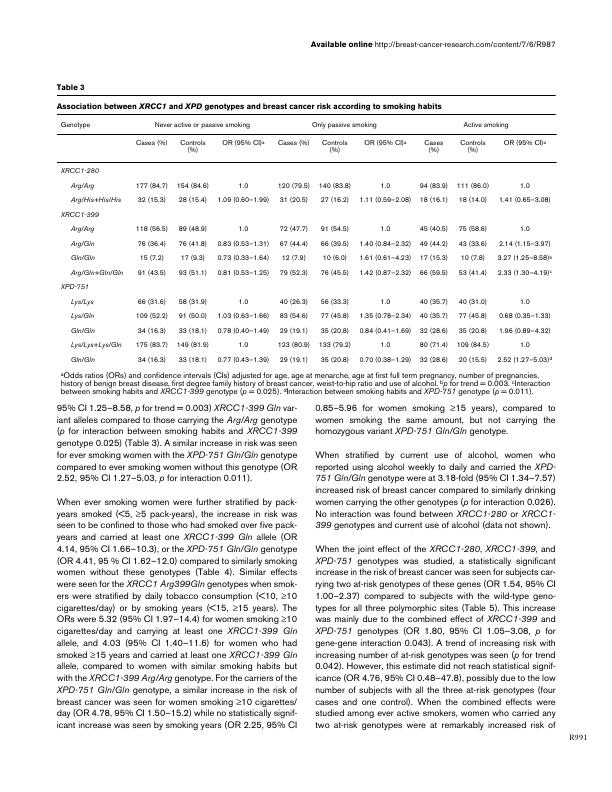 Available online http://breast-cancer-research.com/content/7/6/R987
Table 3
Association between XRCC1 and XPD genotypes and breast cancer risk according to smoking habits
Genotype Never active or passive smoking Only passive smoking Active smoking
Cases (%) Controls (%) OR (95% CI)ᵃ Cases (%) Controls (%) OR (95% CI)ᵃ Cases (%) Controls (%) OR (95% CI)ᵃ
XRCC1-280
Arg/Arg 177 (84.7) 154 (84.6) 1.0 120 (79.5) 140 (83.8) 1.0 94 (83.9) 111 (86.0) 1.0
Arg/His+His/His 32 (15.3) 28 (15.4) 1.09 (0.60–1.99) 31 (20.5) 27 (16.2) 1.11 (0.59–2.08) 18 (16.1) 18 (14.0) 1.41 (0.65–3.08)
XRCC1-399
Arg/Arg 118 (56.5) 89 (48.9) 1.0 72 (47.7) 91 (54.5) 1.0 45 (40.5) 75 (58.6) 1.0
Arg/Gln 76 (36.4) 76 (41.8) 0.83 (0.53–1.31) 67 (44.4) 66 (39.5) 1.40 (0.84–2.32) 49 (44.2) 43 (33.6) 2.14 (1.15–3.97)
Gln/Gln 15 (7.2) 17 (9.3) 0.73 (0.33–1.64) 12 (7.9) 10 (6.0) 1.61 (0.61–4.23) 17 (15.3) 10 (7.8) 3.27 (1.25–8.58)ᵇ
Arg/Gln+Gln/Gln 91 (43.5) 93 (51.1) 0.81 (0.53–1.25) 79 (52.3) 76 (45.5) 1.42 (0.87–2.32) 66 (59.5) 53 (41.4) 2.33 (1.30–4.19)ᶜ
XPD-751
Lys/Lys 66 (31.6) 58 (31.9) 1.0 40 (26.3) 56 (33.3) 1.0 40 (35.7) 40 (31.0) 1.0
Lys/Gln 109 (52.2) 91 (50.0) 1.03 (0.63–1.66) 83 (54.6) 77 (45.8) 1.35 (0.78–2.34) 40 (35.7) 77 (45.8) 0.68 (0.35–1.33)
Gln/Gln 34 (16.3) 33 (18.1) 0.78 (0.40–1.49) 29 (19.1) 35 (20.8) 0.84 (0.41–1.69) 32 (28.6) 35 (20.8) 1.96 (0.89–4.32)
Lys/Lys+Lys/Gln 175 (83.7) 149 (81.9) 1.0 123 (80.9) 133 (79.2) 1.0 80 (71.4) 109 (84.5) 1.0
Gln/Gln 34 (16.3) 33 (18.1) 0.77 (0.43–1.39) 29 (19.1) 35 (20.8) 0.70 (0.38–1.29) 32 (28.6) 20 (15.5) 2.52 (1.27–5.03)ᵈ
ᵃOdds ratios (ORs) and confidence intervals (CIs) adjusted for age, age at menarche, age at first full term pregnancy, number of pregnancies,
history of benign breast disease, first degree family history of breast cancer, weist-to-hip ratio and use of alcohol. ᵇp for trend = 0.003. ᶜInteraction
between smoking habits and XRCC1-399 genotype (p = 0.025). ᵈInteraction between smoking habits and XPD-751 genotype (p = 0.011).
95% CI 1.25–8.58, p for trend = 0.003) XRCC1-399 Gln var-
iant alleles compared to those carrying the Arg/Arg genotype
(p for interaction between smoking habits and XRCC1-399
genotype 0.025) (Table 3). A similar increase in risk was seen
for ever smoking women with the XPD-751 Gln/Gln genotype
compared to ever smoking women without this genotype (OR
2.52, 95% CI 1.27–5.03, p for interaction 0.011).
When ever smoking women were further stratified by pack-
years smoked (<5, ≥5 pack-years), the increase in risk was
seen to be confined to those who had smoked over five pack-
years and carried at least one XRCC1-399 Gln allele (OR
4.14, 95% CI 1.66–10.3), or the XPD-751 Gln/Gln genotype
(OR 4.41, 95 % CI 1.62–12.0) compared to similarly smoking
women without these genotypes (Table 4). Similar effects
were seen for the XRCC1 Arg399Gln genotypes when smok-
ers were stratified by daily tobacco consumption (<10, ≥10
cigarettes/day) or by smoking years (<15, ≥15 years). The
ORs were 5.32 (95% CI 1.97–14.4) for women smoking ≥10
cigarettes/day and carrying at least one XRCC1-399 Gln
allele, and 4.03 (95% CI 1.40–11.6) for women who had
smoked ≥15 years and carried at least one XRCC1-399 Gln
allele, compared to women with similar smoking habits but
with the XRCC1-399 Arg/Arg genotype. For the carriers of the
XPD-751 Gln/Gln genotype, a similar increase in the risk of
breast cancer was seen for women smoking ≥10 cigarettes/
day (OR 4.78, 95% CI 1.50–15.2) while no statistically signif-
icant increase was seen by smoking years (OR 2.25, 95% CI
0.85–5.96 for women smoking ≥15 years), compared to
women smoking the same amount, but not carrying the
homozygous variant XPD-751 Gln/Gln genotype.
When stratified by current use of alcohol, women who
reported using alcohol weekly to daily and carried the XPD-
751 Gln/Gln genotype were at 3.18-fold (95% CI 1.34–7.57)
increased risk of breast cancer compared to similarly drinking
women carrying the other genotypes (p for interaction 0.026).
No interaction was found between XRCC1-280 or XRCC1-
399 genotypes and current use of alcohol (data not shown).
When the joint effect of the XRCC1-280, XRCC1-399, and
XPD-751 genotypes was studied, a statistically significant
increase in the risk of breast cancer was seen for subjects car-
rying two at-risk genotypes of these genes (OR 1.54, 95% CI
1.00–2.37) compared to subjects with the wild-type geno-
types for all three polymorphic sites (Table 5). This increase
was mainly due to the combined effect of XRCC1-399 and
XPD-751 genotypes (OR 1.80, 95% CI 1.05–3.08, p for
gene-gene interaction 0.043). A trend of increasing risk with
increasing number of at-risk genotypes was seen (p for trend
0.042). However, this estimate did not reach statistical signif-
icance (OR 4.76, 95% CI 0.48–47.8), possibly due to the low
number of subjects with all the three at-risk genotypes (four
cases and one control). When the combined effects were
studied among ever active smokers, women who carried any
two at-risk genotypes were at remarkably increased risk of
R991